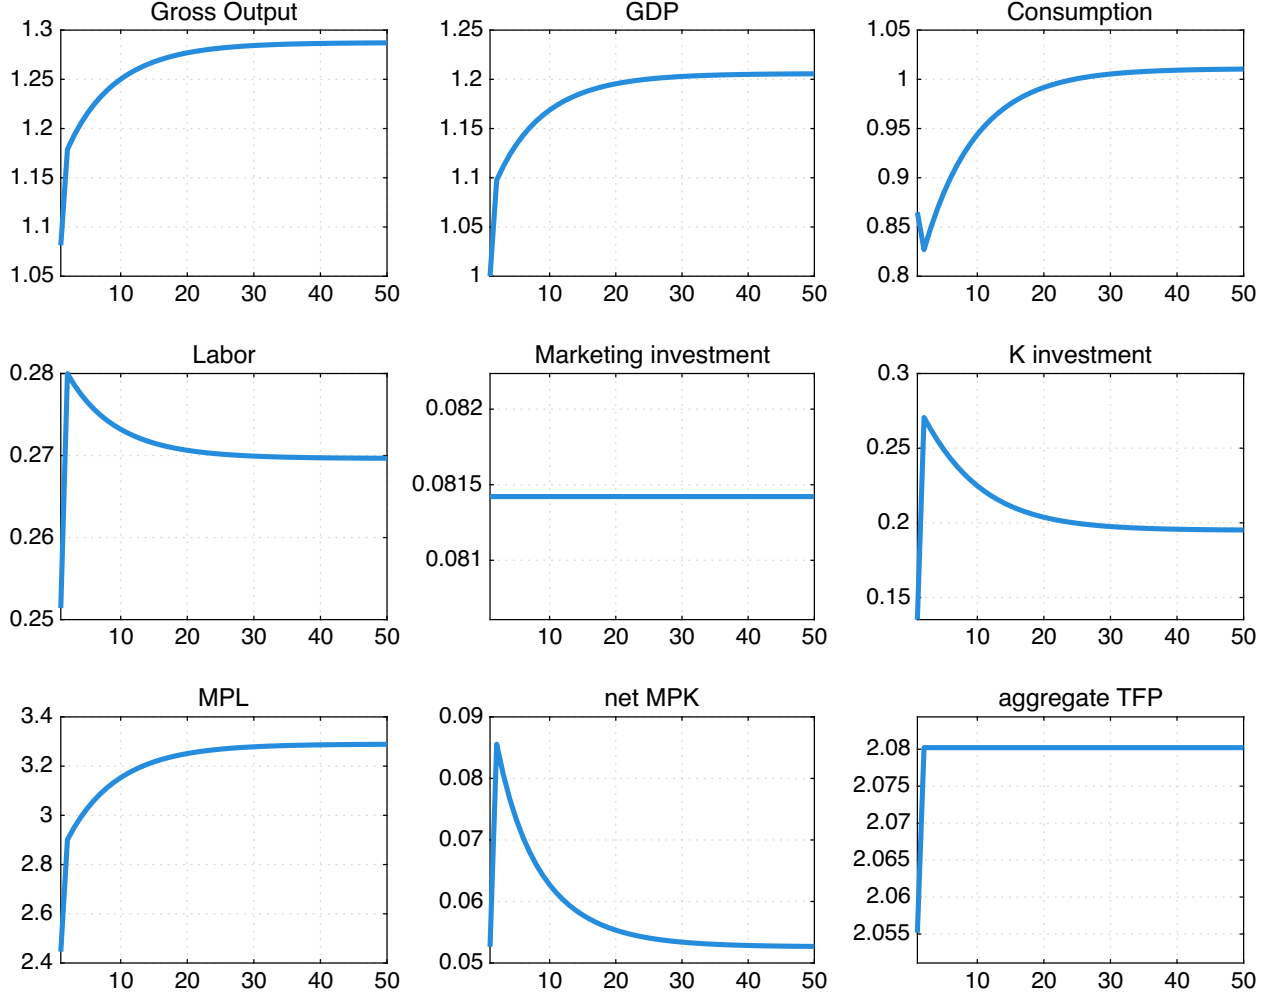 Gross Output
1.3
1.25
1.2
1.15
1.1
1.05
10 20 30 40 50
GDP
1.25
1.2
1.15
1.1
1.05
1
10 20 30 40 50
Consumption
1.05
1
0.95
0.9
0.85
0.8
10 20 30 40 50
Labor
0.28
0.27
0.26
0.25
10 20 30 40 50
Marketing investment
0.082
0.0815
0.081
10 20 30 40 50
K investment
0.3
0.25
0.2
0.15
10 20 30 40 50
MPL
3.4
3.2
3
2.8
2.6
2.4
10 20 30 40 50
net MPK
0.09
0.08
0.07
0.06
0.05
10 20 30 40 50
aggregate TFP
2.08
2.075
2.07
2.065
2.06
2.055
10 20 30 40 50